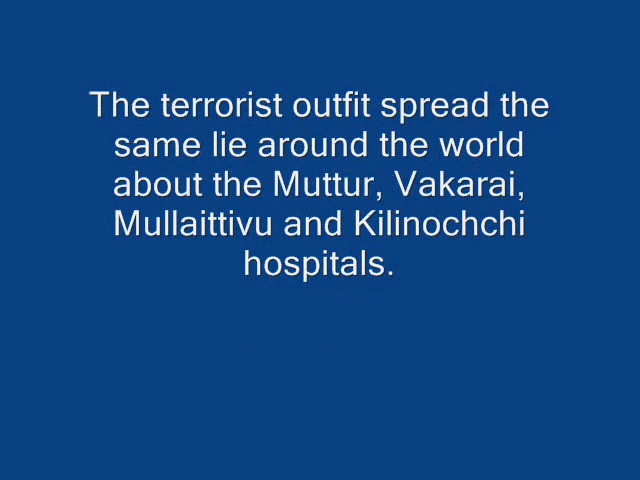 The terrorist outfit spread the
same lie around the world
about the Muttur, Vakarai,
Mullaittivu and Kilinochchi
hospitals.